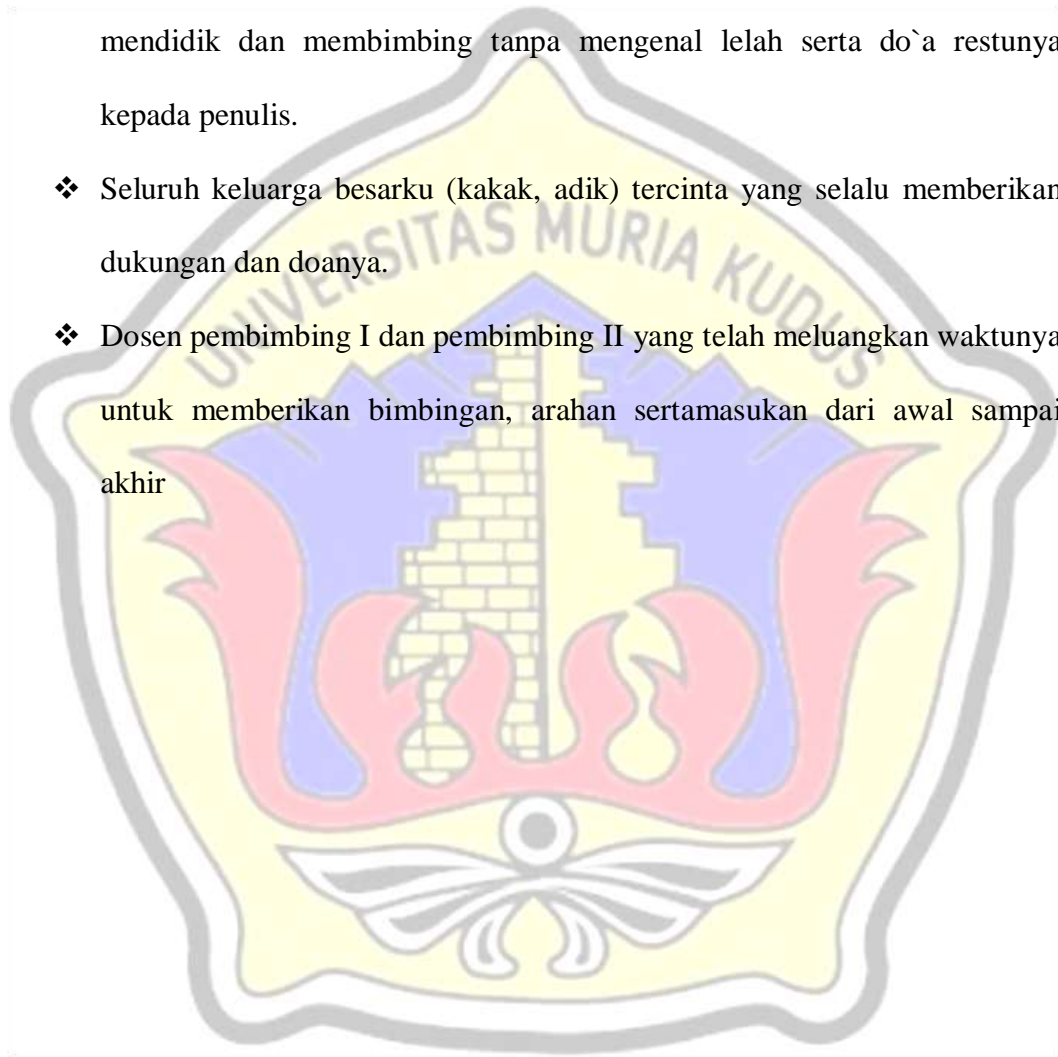 mendidik dan membimbing tanpa mengenal lelah serta do`a restunya
kepada penulis.
❖ Seluruh keluarga besarku (kakak, adik) tercinta yang selalu memberikan
dukungan dan doanya.
UNIVERSITAS MURIA KUDUS
❖ Dosen pembimbing I dan pembimbing II yang telah meluangkan waktunya
untuk memberikan bimbingan, arahan sertamasukan dari awal sampai
akhir